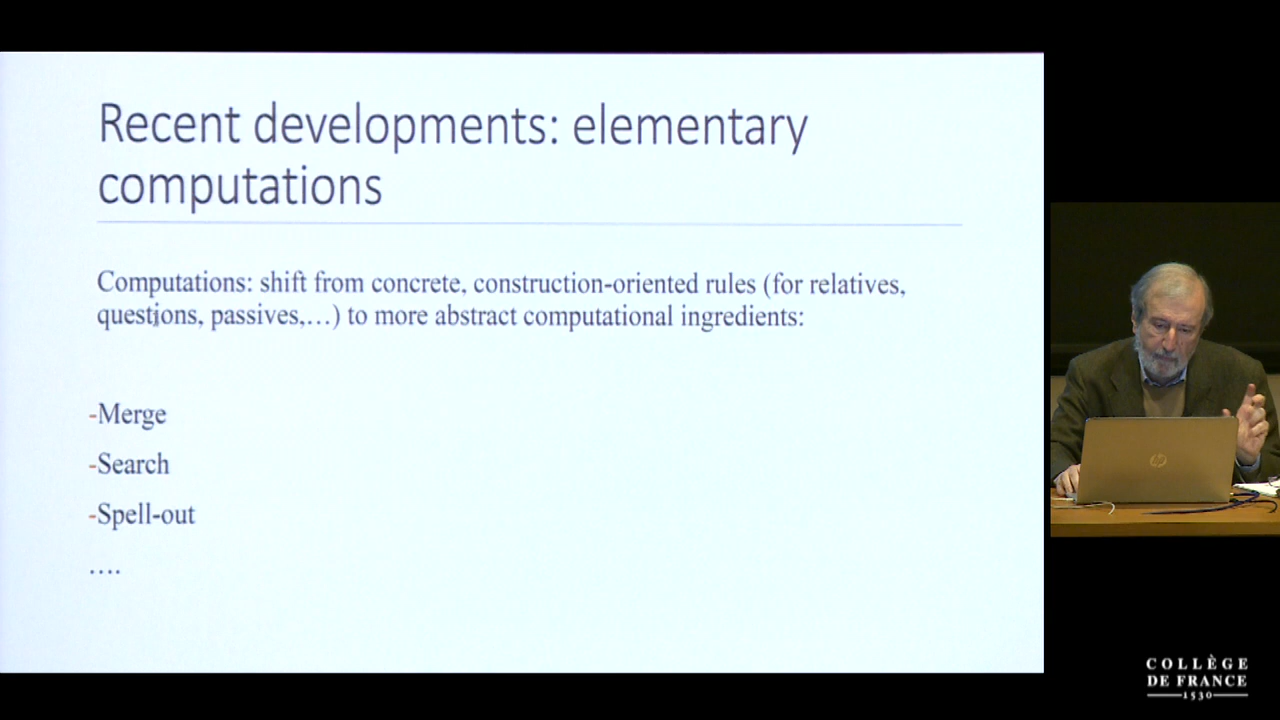 Recent developments: elementary
computations
Computations: shift from concrete, construction-oriented rules (for relatives,
questions, passives,…) to more abstract computational ingredients:
-Merge
-Search
-Spell-out
….
hp
COLLÈGE
DE FRANCE
1530